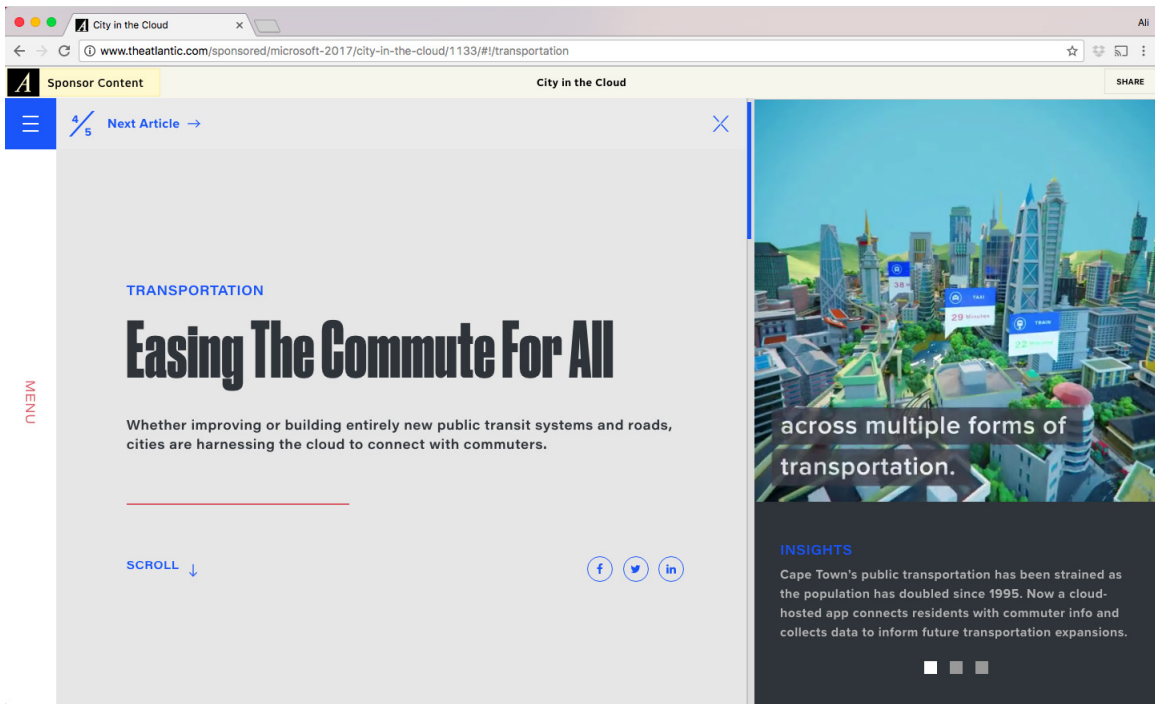 City in the Cloud
Ali
www.theatlantic.com/sponsored/microsoft-2017/city-in-the-cloud/1133/#!/transportation
A Sponsor Content
City in the Cloud
SHARE
4/5 Next Article →
MENU
TRANSPORTATION
Easing The Commute For All
Whether improving or building entirely new public transit systems and roads,
cities are harnessing the cloud to connect with commuters.
SCROLL ↓
38
TAXI
29 Minutes
TRAIN
22
across multiple forms of
transportation.
INSIGHTS
Cape Town's public transportation has been strained as
the population has doubled since 1995. Now a cloud-
hosted app connects residents with commuter info and
collects data to inform future transportation expansions.